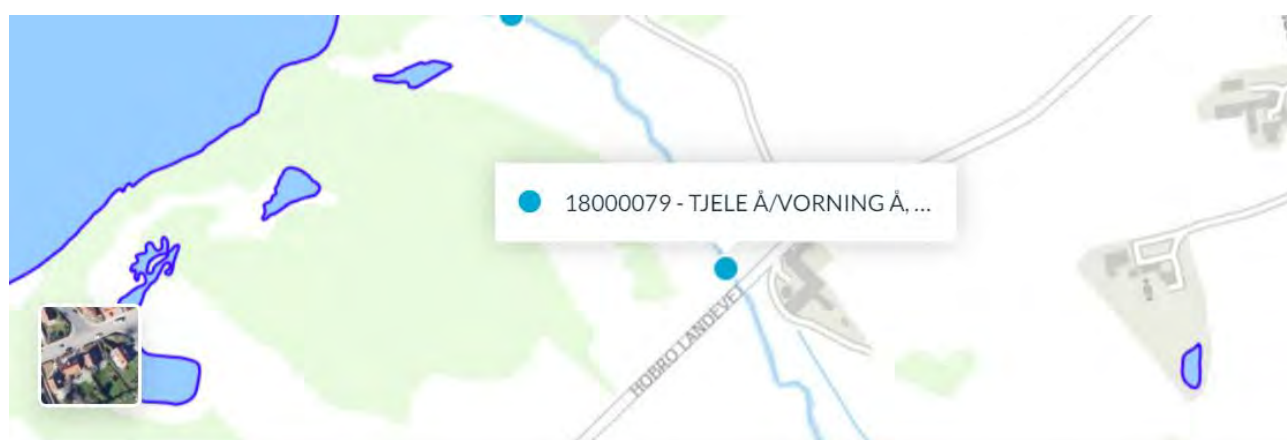 18000079 - TJELE Å/VORNING Å, ...
HOBRO LANDEVEJ